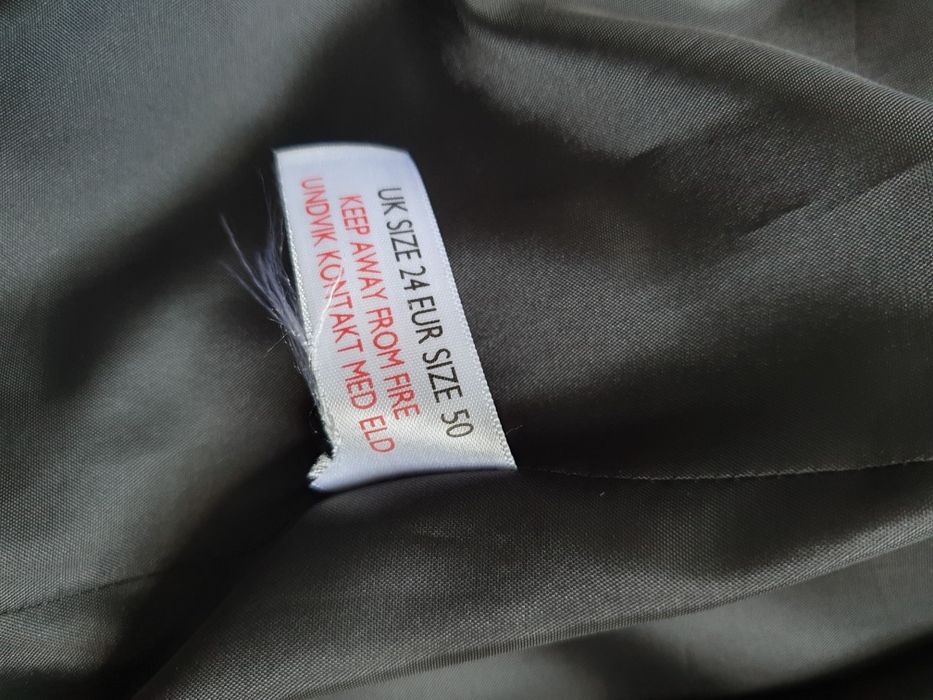 UK SIZE 24 EUR SIZE 50
KEEP AWAY FROM FIRE
UNDVIK KONTAKT MED ELD